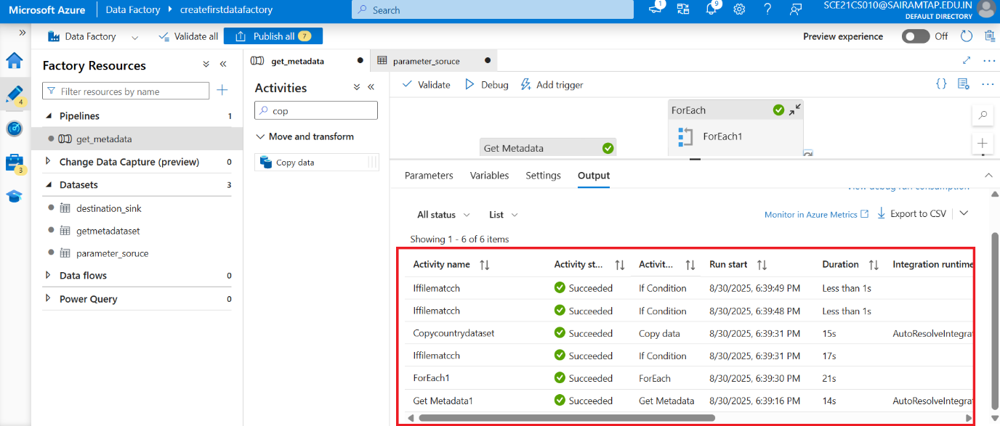 Microsoft Azure
Data Factory
createfirstdatafactory
Search
1
9
SCE21CS010@SAIRAMTAP.EDU.IN
DEFAULT DIRECTORY
Data Factory
Validate all
Publish all 7
Preview experience
Off
4
3
Factory Resources
Filter resources by name
Pipelines 1
get_metadata
Change Data Capture (preview) 0
Datasets 3
destination_sink
getmetadataset
parameter_soruce
Data flows 0
Power Query 0
get_metadata
parameter_soruce
Activities
cop
Move and transform
Copy data
Validate
Debug
Add trigger
Get Metadata
ForEach
ForEach1
Parameters Variables Settings Output
View debug run consumption
All status
List
Monitor in Azure Metrics
Export to CSV
Showing 1 - 6 of 6 items
Activity name Activity st... Activit... Run start Duration Integration runtime
Iffilematcch Succeeded If Condition 8/30/2025, 6:39:49 PM Less than 1s
Iffilematcch Succeeded If Condition 8/30/2025, 6:39:48 PM Less than 1s
Copycountrydataset Succeeded Copy data 8/30/2025, 6:39:31 PM 15s AutoResolveIntegra
Iffilematcch Succeeded If Condition 8/30/2025, 6:39:31 PM 17s
ForEach1 Succeeded ForEach 8/30/2025, 6:39:30 PM 21s
Get Metadata1 Succeeded Get Metadata 8/30/2025, 6:39:16 PM 14s AutoResolveIntegra